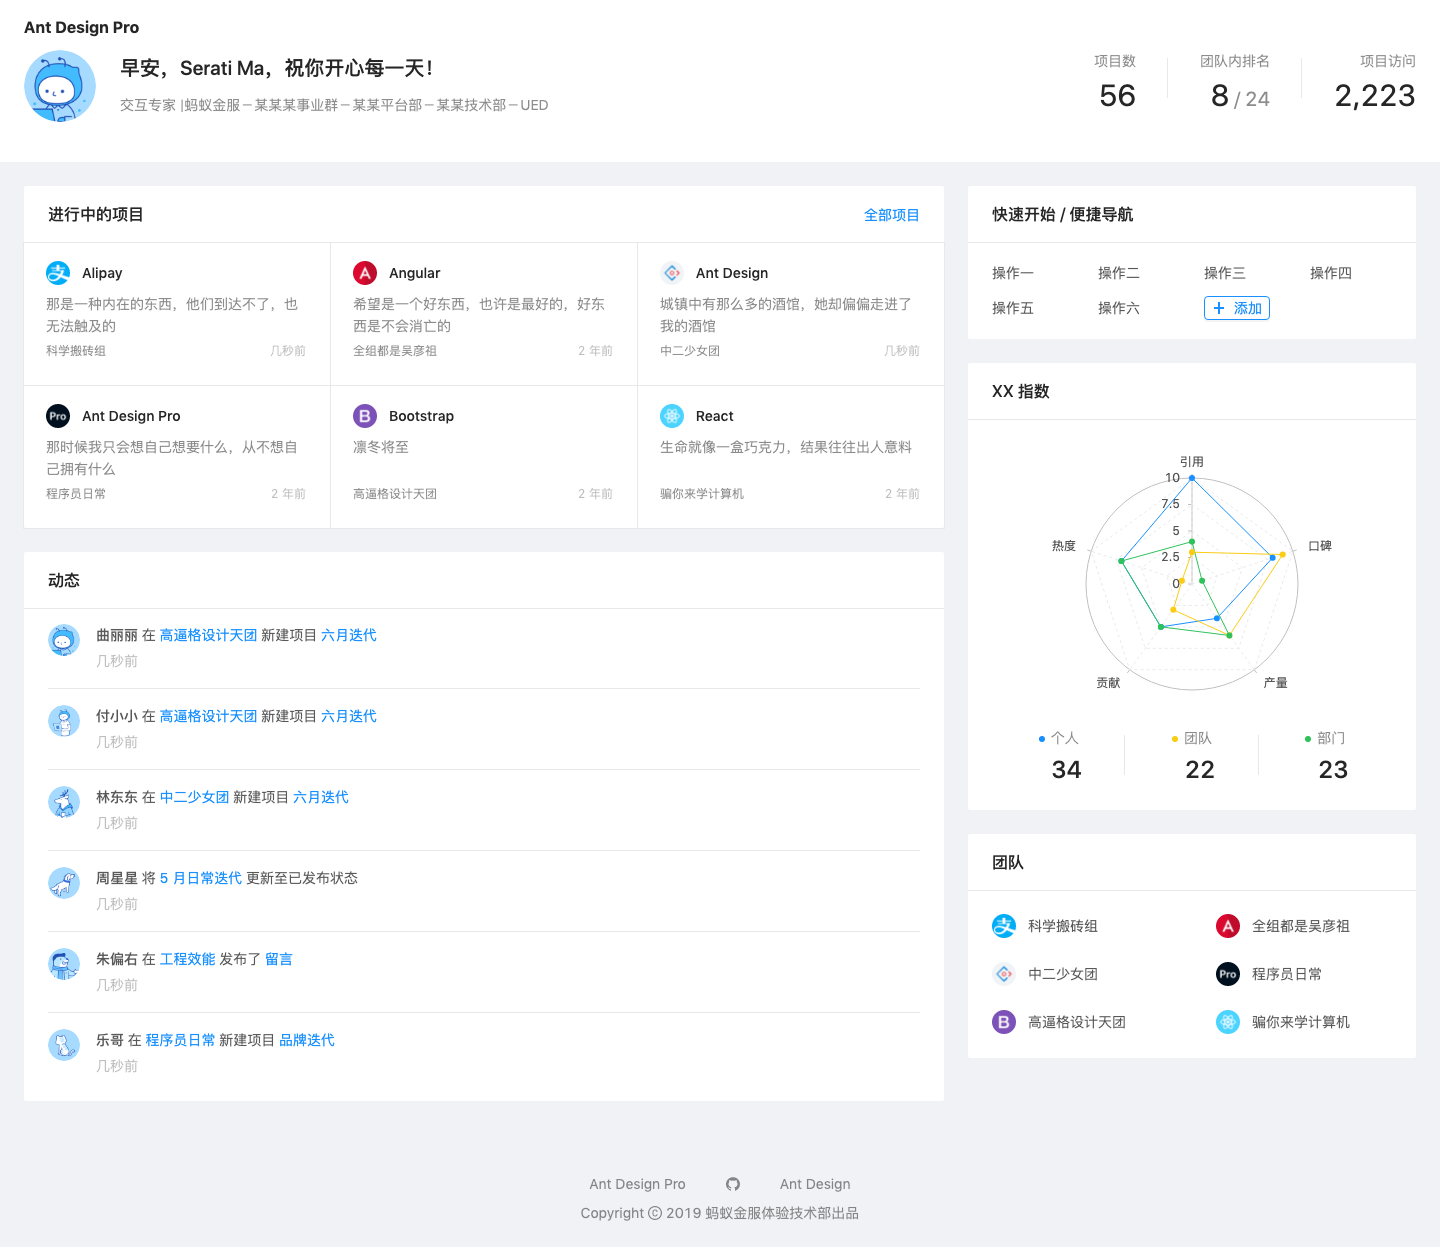 Ant Design Pro
早安，Serati Ma，祝你开心每一天！
交互专家 |蚂蚁金服－某某某事业群－某某平台部－某某技术部－UED
项目数
56
团队内排名
8 / 24
项目访问
2,223
进行中的项目
全部项目
Alipay
那是一种内在的东西，他们到达不了，也
无法触及的
科学搬砖组
几秒前
Angular
希望是一个好东西，也许是最好的，好东
西是不会消亡的
全组都是吴彦祖
2 年前
Ant Design
城镇中有那么多的酒馆，她却偏偏走进了
我的酒馆
中二少女团
几秒前
Pro
Ant Design Pro
那时候我只会想自己想要什么，从不想自
己拥有什么
程序员日常
2 年前
B
Bootstrap
凛冬将至
高逼格设计天团
2 年前
React
生命就像一盒巧克力，结果往往出人意料
骗你来学计算机
2 年前
动态
曲丽丽 在 高逼格设计天团 新建项目 六月迭代
几秒前
付小小 在 高逼格设计天团 新建项目 六月迭代
几秒前
林东东 在 中二少女团 新建项目 六月迭代
几秒前
周星星 将 5 月日常迭代 更新至已发布状态
几秒前
朱偏右 在 工程效能 发布了 留言
几秒前
乐哥 在 程序员日常 新建项目 品牌迭代
几秒前
快速开始 / 便捷导航
操作一
操作二
操作三
操作四
操作五
操作六
+ 添加
XX 指数
引用
10
7.5
5
2.5
0
热度
口碑
贡献
产量
个人
34
团队
22
部门
23
团队
支
科学搬砖组
A
全组都是吴彦祖
中二少女团
Pro
程序员日常
B
高逼格设计天团
骗你来学计算机
Ant Design Pro
Ant Design
Copyright © 2019 蚂蚁金服体验技术部出品